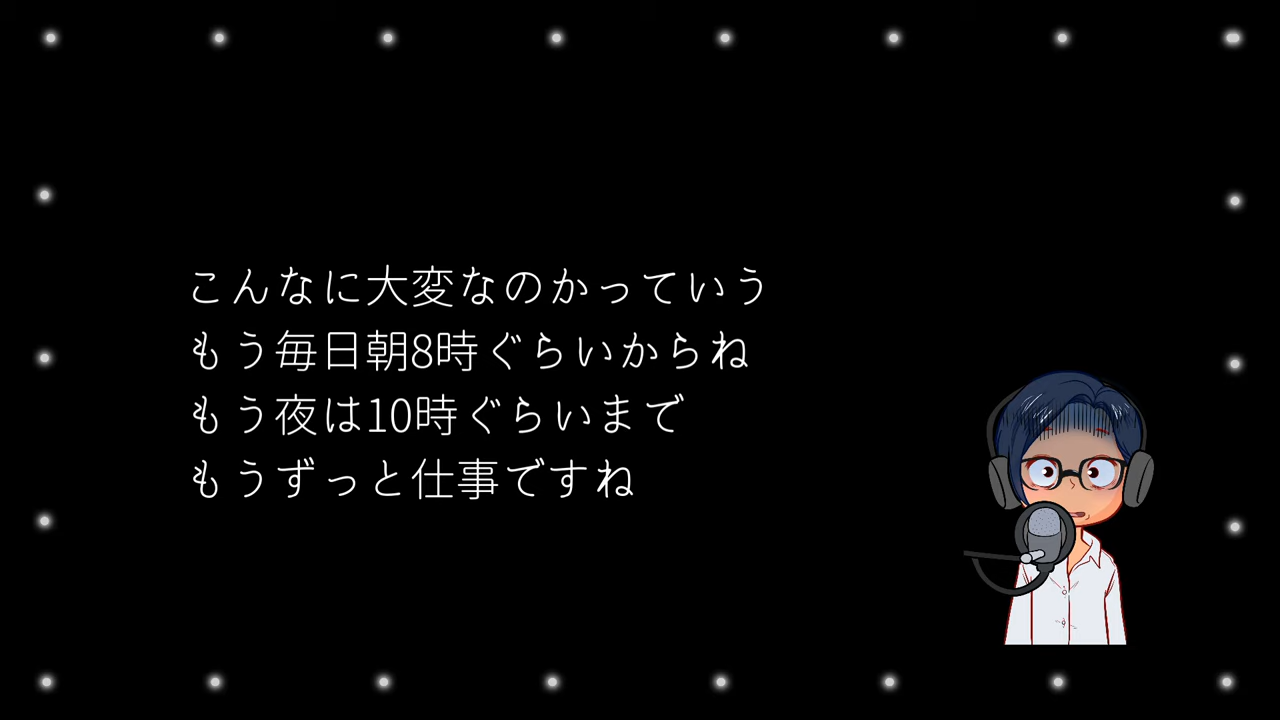 こんなに大変なのかっていう
もう毎日朝8時ぐらいからね
もう夜は10時ぐらいまで
もうずっと仕事ですね